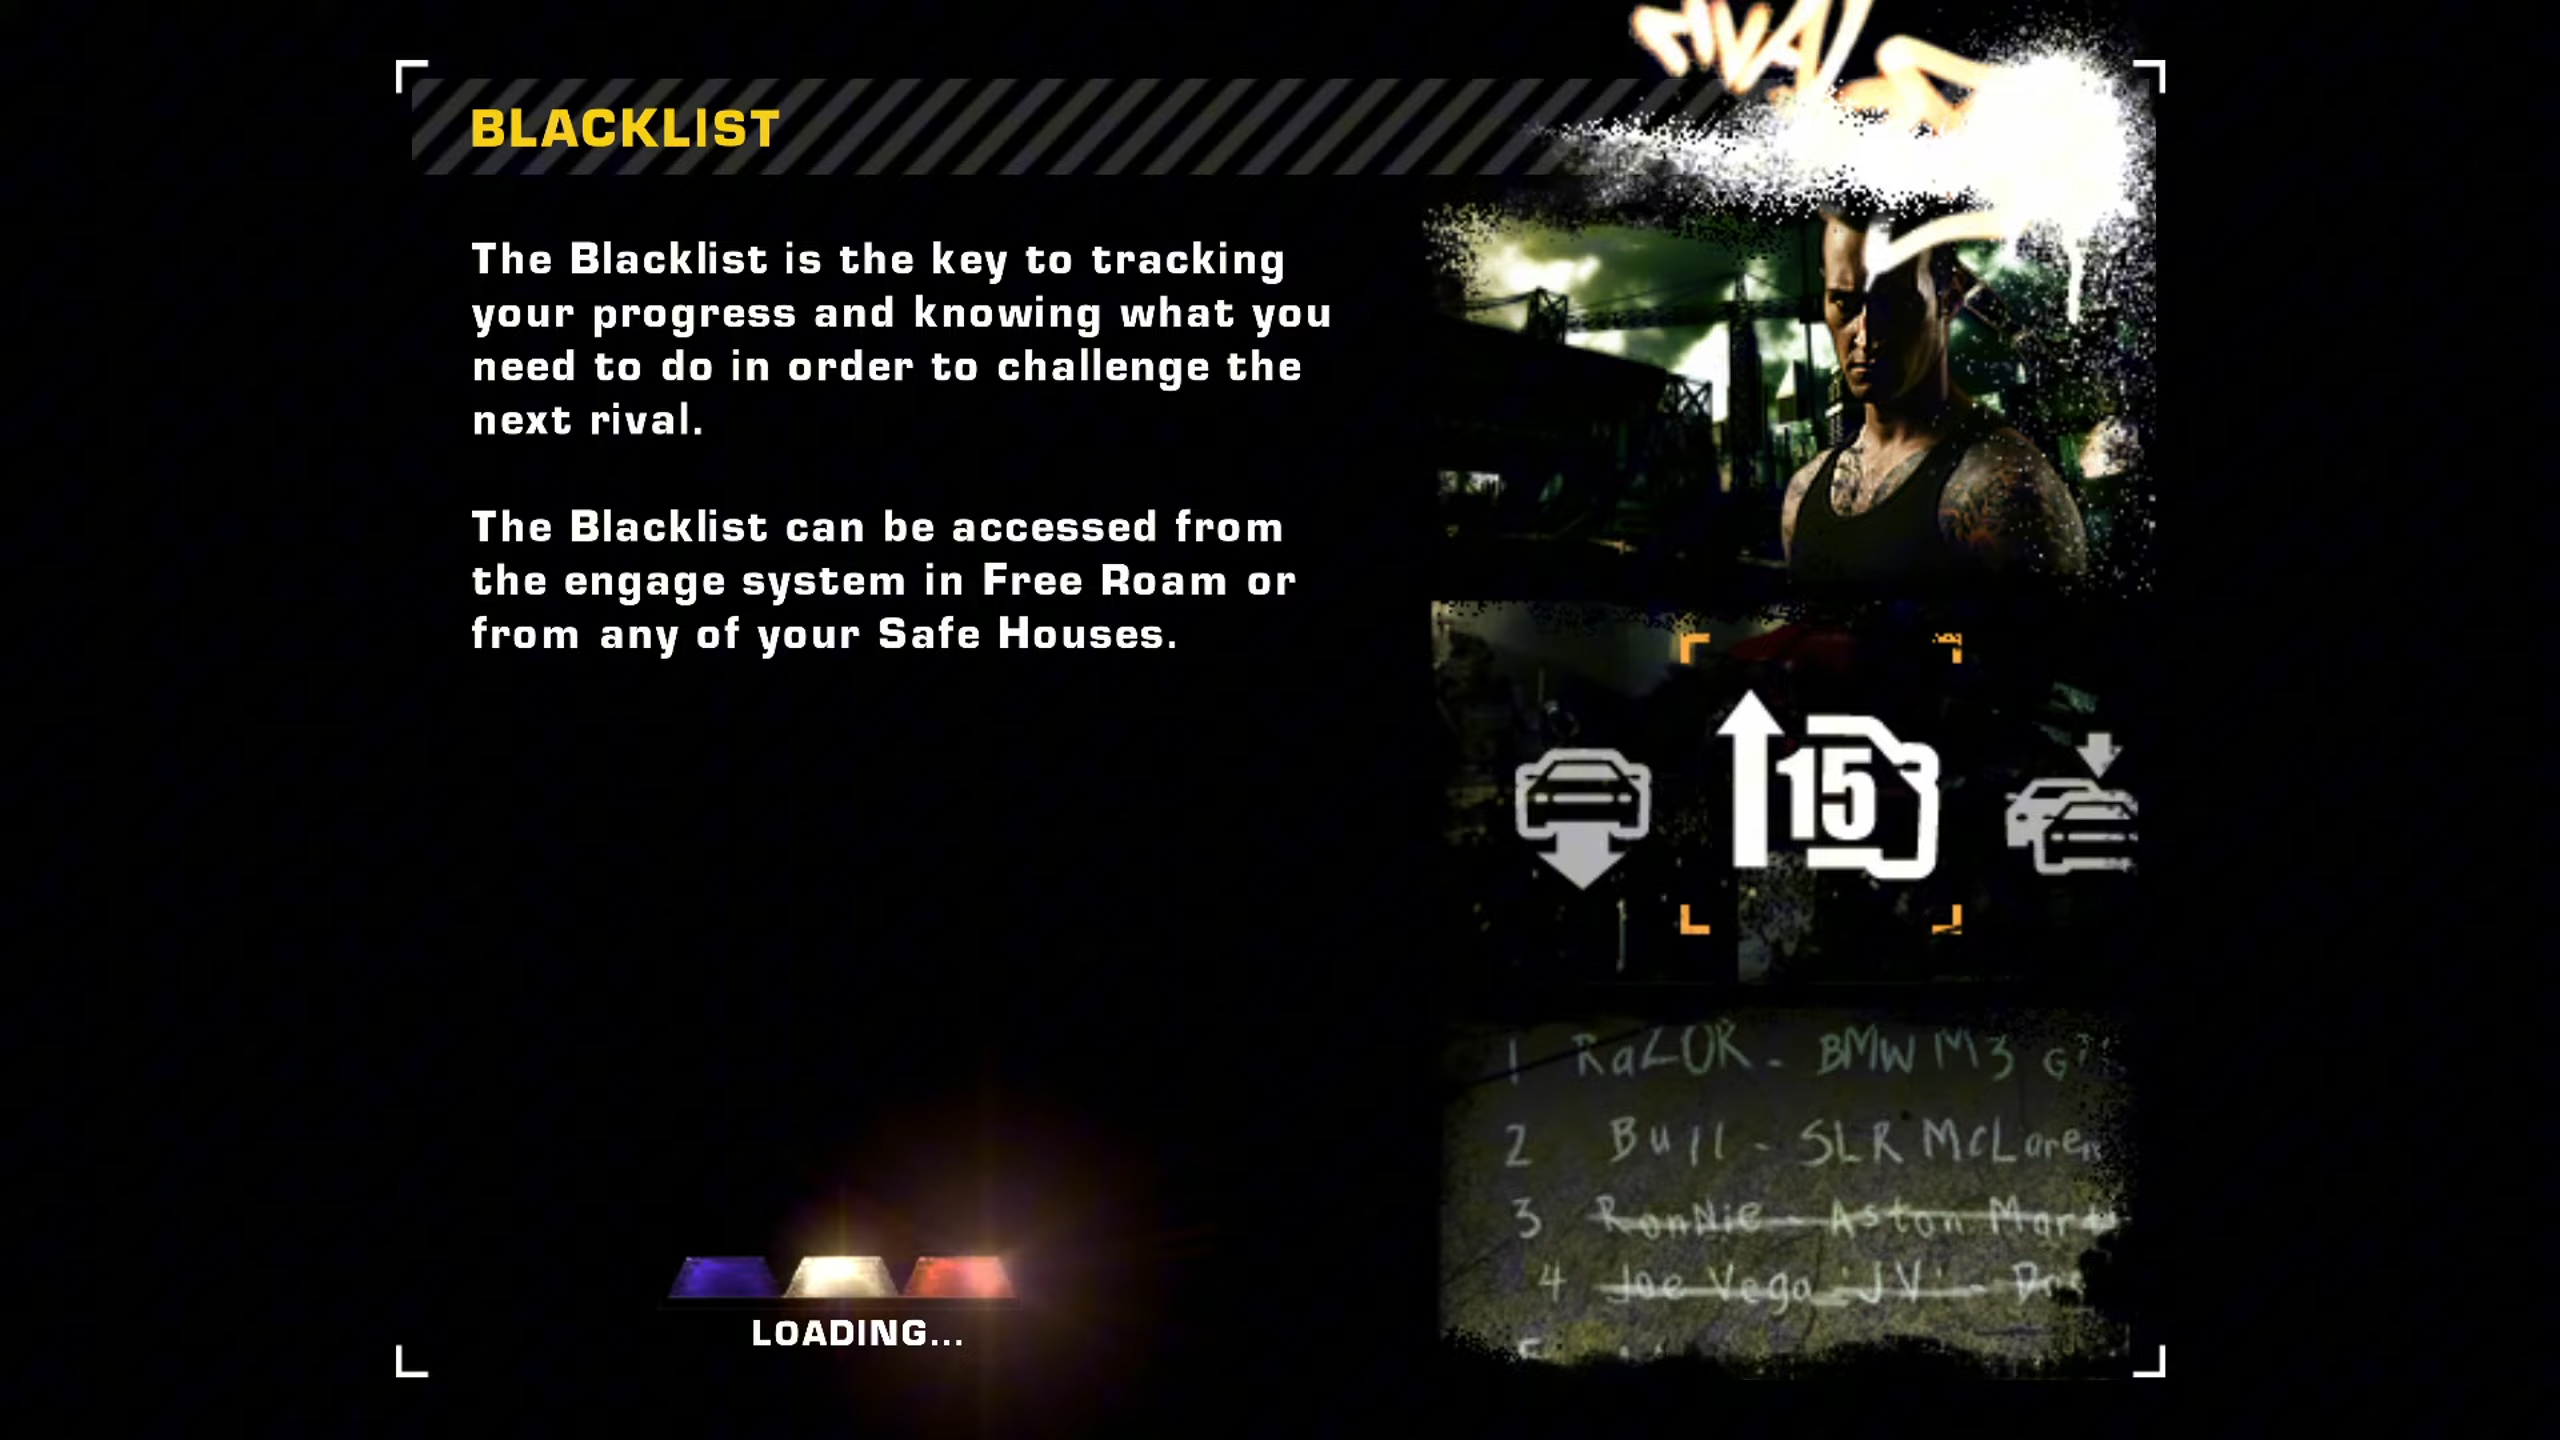 RIVAL
BLACKLIST
The Blacklist is the key to tracking
your progress and knowing what you
need to do in order to challenge the
next rival.
The Blacklist can be accessed from
the engage system in Free Roam or
from any of your Safe Houses.
15
1 RaZOR - BMW M3 G
2 Bull - SLR McLaren
3 RonNie - Aston Mart
4 Joe Vega 'JV' -
LOADING...